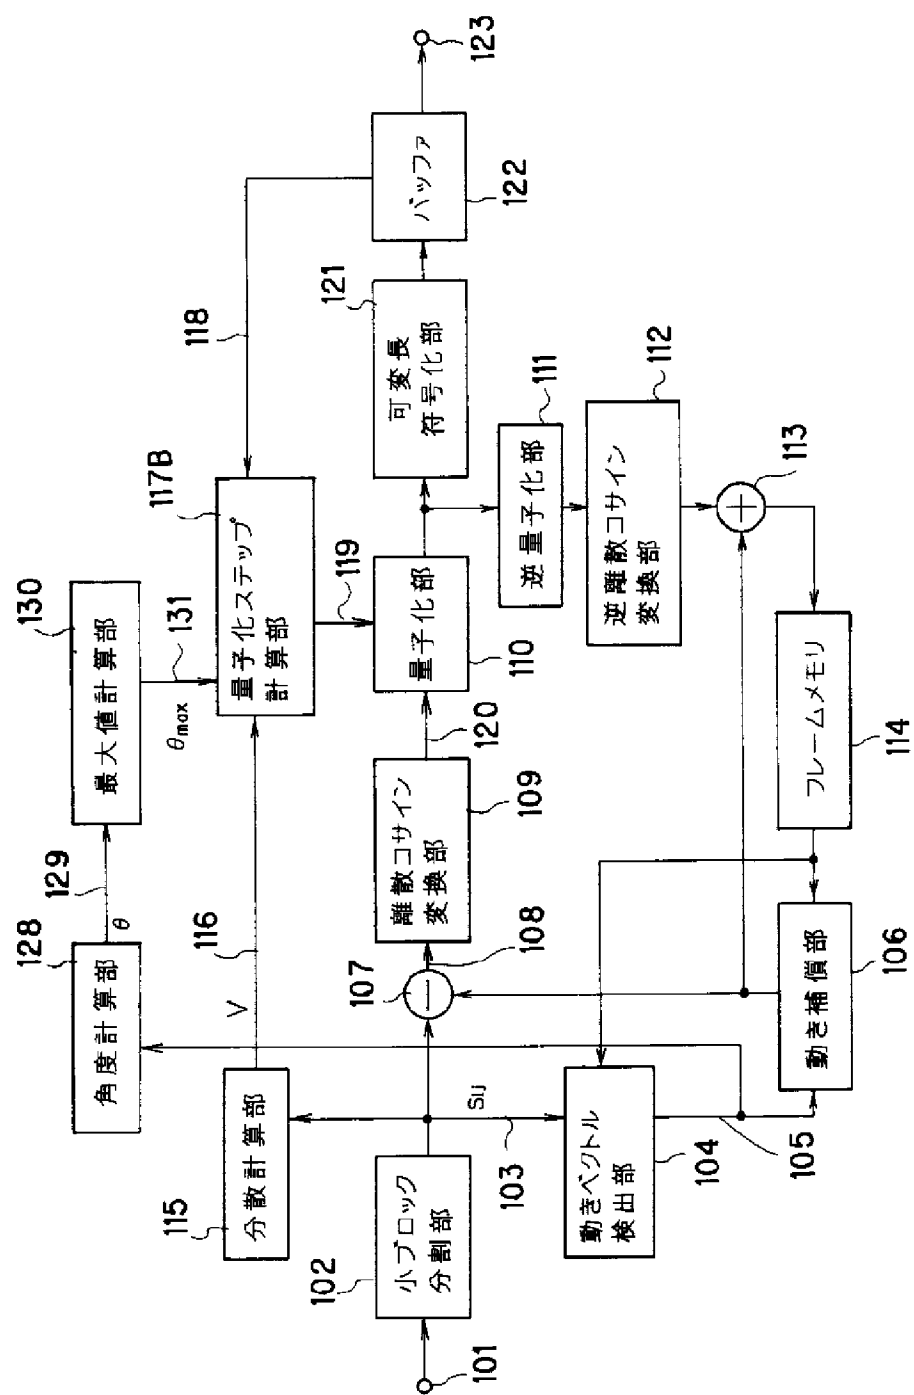 128
角度計算部
129
θ
130
最大値計算部
131
θmax
115
分散計算部
V
116
117B
量子化ステップ
計算部
118
119
101
102
小ブロック
分割部
Sij
103
107
108
109
離散コサイン
変換部
120
110
量子化部
121
可変長
符号化部
122
バッファ
123
111
逆量子化部
112
逆離散コサイン
変換部
113
104
動きベクトル
検出部
105
106
動き補償部
114
フレームメモリ